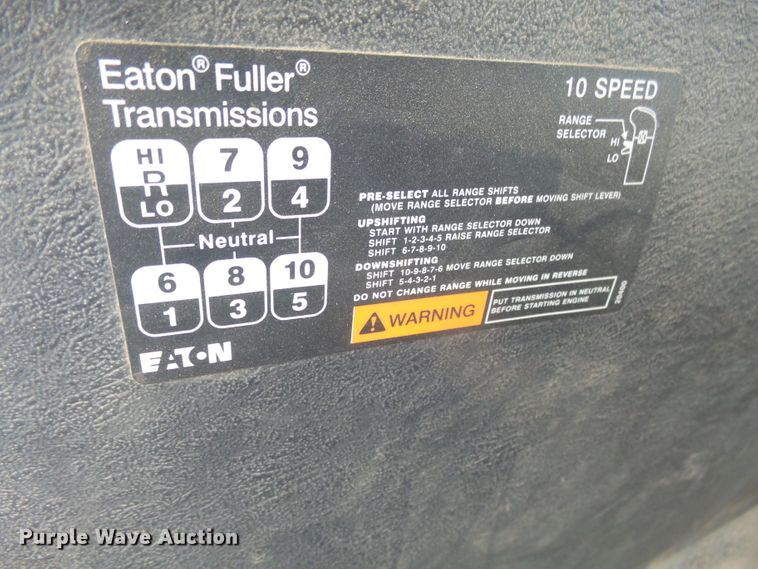 Eaton® Fuller®
Transmissions
10 SPEED
HI
R
LO
7
2
9
4
Neutral
6
1
8
3
10
5
RANGE
SELECTOR
HI
LO
PRE-SELECT ALL RANGE SHIFTS
(MOVE RANGE SELECTOR BEFORE MOVING SHIFT LEVER)
UPSHIFTING
START WITH RANGE SELECTOR DOWN
SHIFT 1-2-3-4-5 RAISE RANGE SELECTOR
SHIFT 6-7-8-9-10
DOWNSHIFTING
SHIFT 10-9-8-7-6 MOVE RANGE SELECTOR DOWN
SHIFT 5-4-3-2-1
DO NOT CHANGE RANGE WHILE MOVING IN REVERSE
WARNING
PUT TRANSMISSION IN NEUTRAL
BEFORE STARTING ENGINE
EATON
Purple Wave Auction